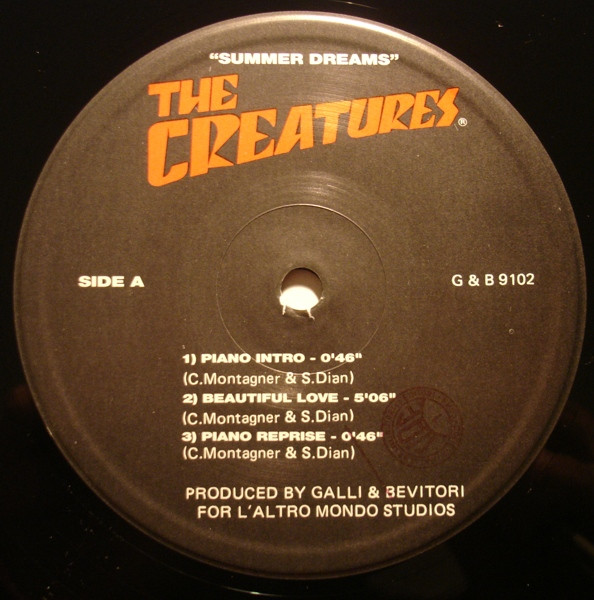 "SUMMER DREAMS"
THE
CREATURES®
SIDE A
G & B 9102
1) PIANO INTRO - 0'46"
(C.Montagner & S.Dian)
2) BEAUTIFUL LOVE - 5'06"
(C.Montagner & S.Dian)
3) PIANO REPRISE - 0'46"
(C.Montagner & S.Dian)
PRODUCED BY GALLI & BEVITORI
FOR L'ALTRO MONDO STUDIOS